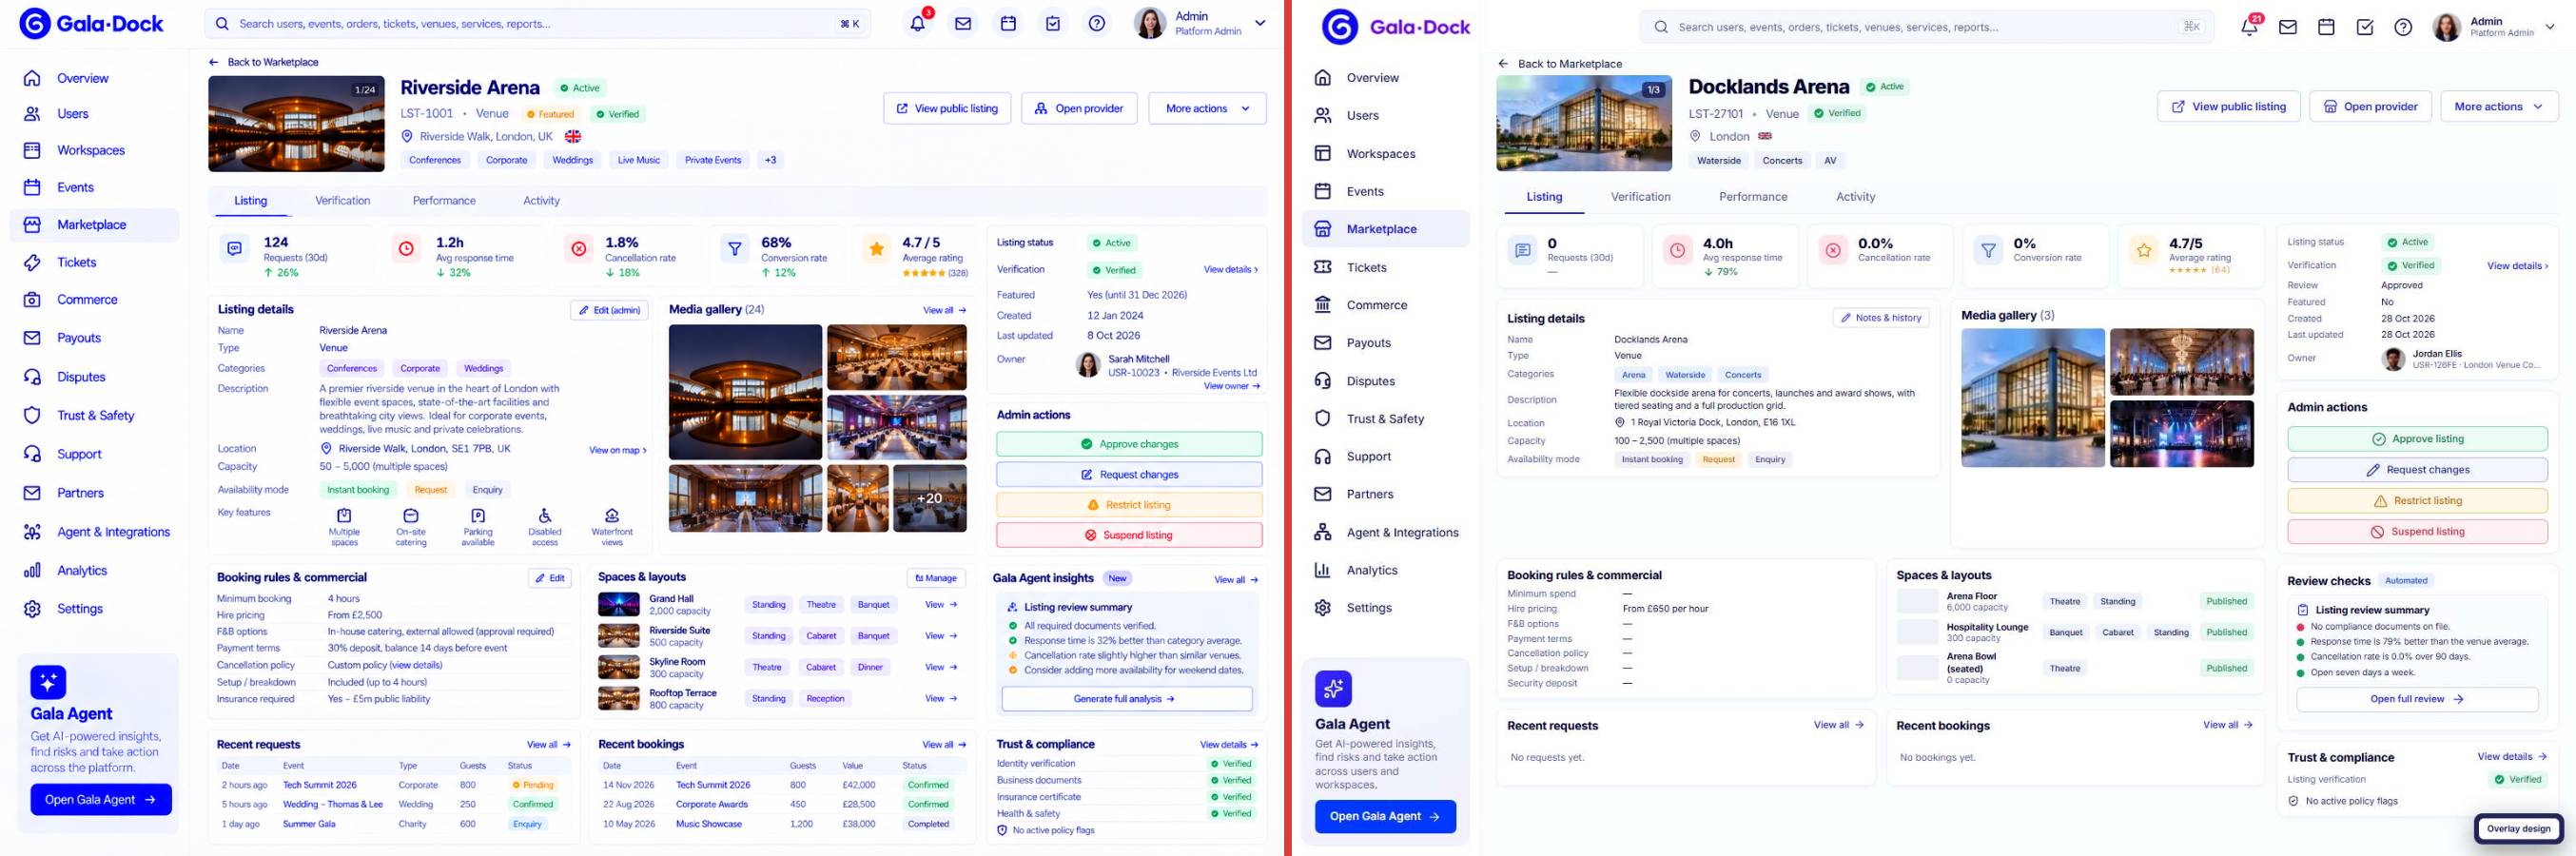 Gala·Dock
Search users, events, orders, tickets, venues, services, reports...
⌘ K
3
Admin
Platform Admin
Overview
Users
Workspaces
Events
Marketplace
Tickets
Commerce
Payouts
Disputes
Trust & Safety
Support
Partners
Agent & Integrations
Analytics
Settings
Gala Agent
Get AI-powered insights,
find risks and take action
across the platform.
Open Gala Agent →
← Back to Warketplace
1/24
Riverside Arena
Active
LST-1001 • Venue
Featured
Verified
Riverside Walk, London, UK
Conferences Corporate Weddings Live Music Private Events +3
View public listing
Open provider
More actions
Listing Verification Performance Activity
124
Requests (30d)
↑ 26%
1.2h
Avg response time
↓ 32%
1.8%
Cancellation rate
↓ 18%
68%
Conversion rate
↑ 12%
4.7 / 5
Average rating
★★★★★ (328)
Listing details
Edit (admin)
Name Riverside Arena
Type Venue
Categories Conferences Corporate Weddings
Description A premier riverside venue in the heart of London with
flexible event spaces, state-of-the-art facilities and
breathtaking city views. Ideal for corporate events,
weddings, live music and private celebrations.
Location Riverside Walk, London, SE1 7PB, UK View on map ›
Capacity 50 – 5,000 (multiple spaces)
Availability mode Instant booking Request Enquiry
Key features
Multiple
spaces
On-site
catering
Parking
available
Disabled
access
Waterfront
views
Media gallery (24)
View all →
+20
Listing status Active
Verification Verified View details ›
Featured Yes (until 31 Dec 2026)
Created 12 Jan 2024
Last updated 8 Oct 2026
Owner Sarah Mitchell
USR-10023 • Riverside Events Ltd
View owner →
Admin actions
Approve changes
Request changes
Restrict listing
Suspend listing
Booking rules & commercial
Edit
Minimum booking 4 hours
Hire pricing From £2,500
F&B options In-house catering, external allowed (approval required)
Payment terms 30% deposit, balance 14 days before event
Cancellation policy Custom policy (view details)
Setup / breakdown Included (up to 4 hours)
Insurance required Yes – £5m public liability
Spaces & layouts
Manage
Grand Hall
2,000 capacity
Standing Theatre Banquet View →
Riverside Suite
500 capacity
Standing Cabaret Banquet View →
Skyline Room
300 capacity
Theatre Cabaret Dinner View →
Rooftop Terrace
800 capacity
Standing Reception View →
Gala Agent insights New View all →
Listing review summary
All required documents verified.
Response time is 32% better than category average.
Cancellation rate slightly higher than similar venues.
Consider adding more availability for weekend dates.
Generate full analysis →
Recent requests View all →
Date Event Type Guests Status
2 hours ago Tech Summit 2026 Corporate 800 Pending
5 hours ago Wedding – Thomas & Lee Wedding 250 Confirmed
1 day ago Summer Gala Charity 600 Enquiry
Recent bookings View all →
Date Event Guests Value Status
14 Nov 2026 Tech Summit 2026 800 £42,000 Confirmed
22 Aug 2026 Corporate Awards 450 £28,500 Confirmed
10 May 2026 Music Showcase 1,200 £38,000 Completed
Trust & compliance View details →
Identity verification Verified
Business documents Verified
Insurance certificate Verified
Health & safety Verified
No active policy flags
Gala·Dock
Search users, events, orders, tickets, venues, services, reports...
⌘K
21
Admin
Platform Admin
Overview
Users
Workspaces
Events
Marketplace
Tickets
Commerce
Payouts
Disputes
Trust & Safety
Support
Partners
Agent & Integrations
Analytics
Settings
Gala Agent
Get AI-powered insights,
find risks and take action
across users and
workspaces.
Open Gala Agent →
← Back to Marketplace
1/3
Docklands Arena
Active
LST-27101 • Venue
Verified
London
Waterside Concerts AV
View public listing
Open provider
More actions
Listing Verification Performance Activity
0
Requests (30d)
—
4.0h
Avg response time
↓ 79%
0.0%
Cancellation rate
0%
Conversion rate
4.7/5
Average rating
★★★★★ (64)
Listing details
Notes & history
Name Docklands Arena
Type Venue
Categories Arena Waterside Concerts
Description Flexible dockside arena for concerts, launches and award shows, with
tiered seating and a full production grid.
Location 1 Royal Victoria Dock, London, E16 1XL
Capacity 100 – 2,500 (multiple spaces)
Availability mode Instant booking Request Enquiry
Media gallery (3)
Listing status Active
Verification Verified View details ›
Review Approved
Featured No
Created 28 Oct 2026
Last updated 28 Oct 2026
Owner Jordan Ellis
USR-126FE · London Venue Co...
Admin actions
Approve listing
Request changes
Restrict listing
Suspend listing
Booking rules & commercial
Minimum spend —
Hire pricing From £650 per hour
F&B options —
Payment terms —
Cancellation policy —
Setup / breakdown —
Security deposit —
Spaces & layouts
Arena Floor
6,000 capacity
Theatre Standing Published
Hospitality Lounge
300 capacity
Banquet Cabaret Standing Published
Arena Bowl
(seated)
0 capacity
Theatre Published
Review checks Automated
Listing review summary
No compliance documents on file.
Response time is 79% better than the venue average.
Cancellation rate is 0.0% over 90 days.
Open seven days a week.
Open full review →
Recent requests View all →
No requests yet.
Recent bookings View all →
No bookings yet.
Trust & compliance View details →
Listing verification Verified
No active policy flags
Overlay design